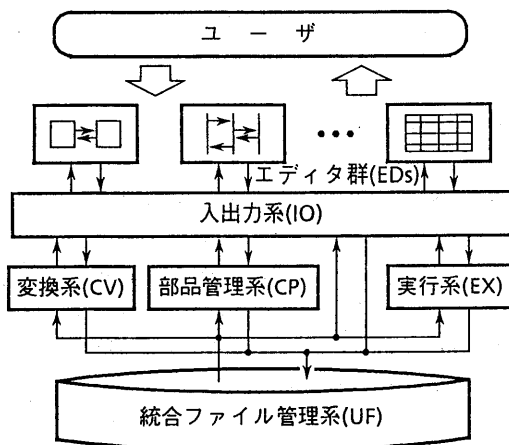 ユーザ
エディタ群(EDs)
入出力系(IO)
変換系(CV)
部品管理系(CP)
実行系(EX)
統合ファイル管理系(UF)